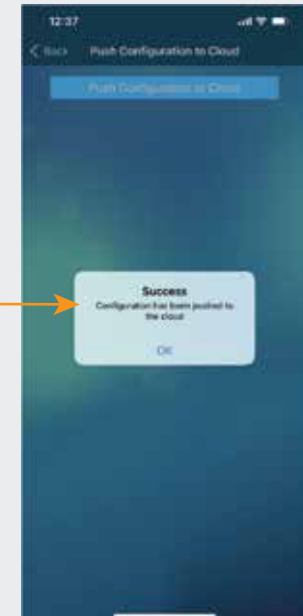 12:37
Back Push Configuration to Cloud
Push Configuration to Cloud
Success
Configuration has been pushed to
the cloud
OK